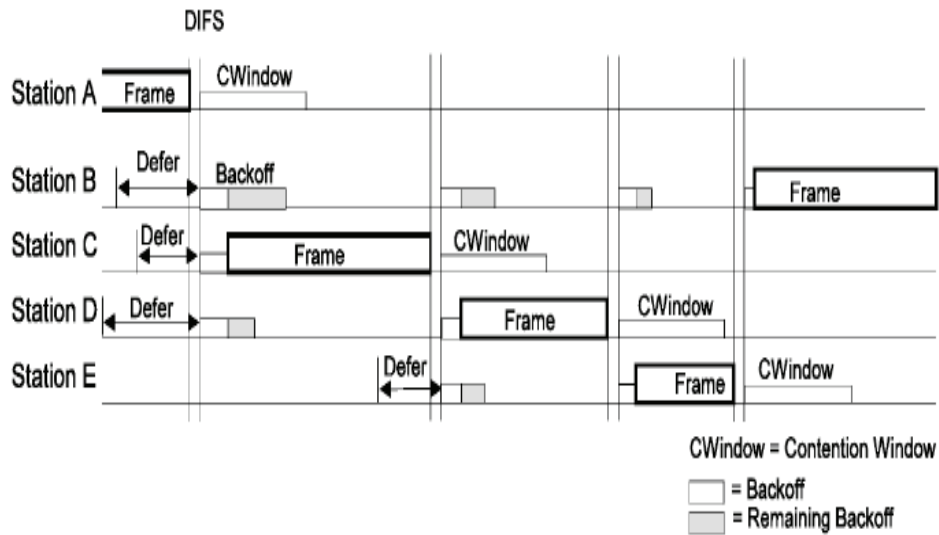 DIFS
Station A Frame CWindow
Station B Defer Backoff Frame
Station C Defer Frame CWindow
Station D Defer Frame CWindow
Station E Defer Frame CWindow
CWindow = Contention Window
= Backoff
= Remaining Backoff